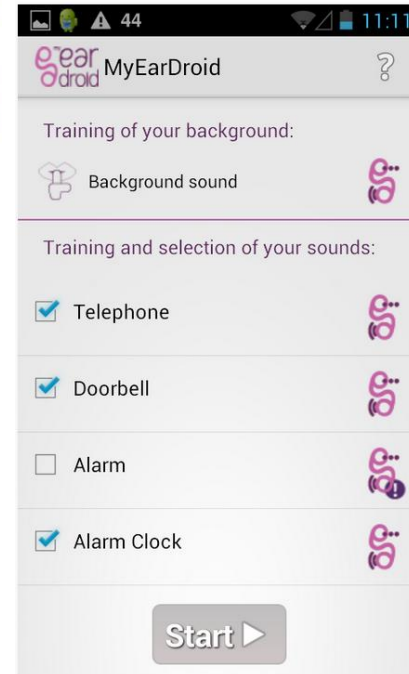 44 11:11
ear
droid MyEarDroid ?
Training of your background:
Background sound
Training and selection of your sounds:
Telephone
Doorbell
Alarm
!
Alarm Clock
Start